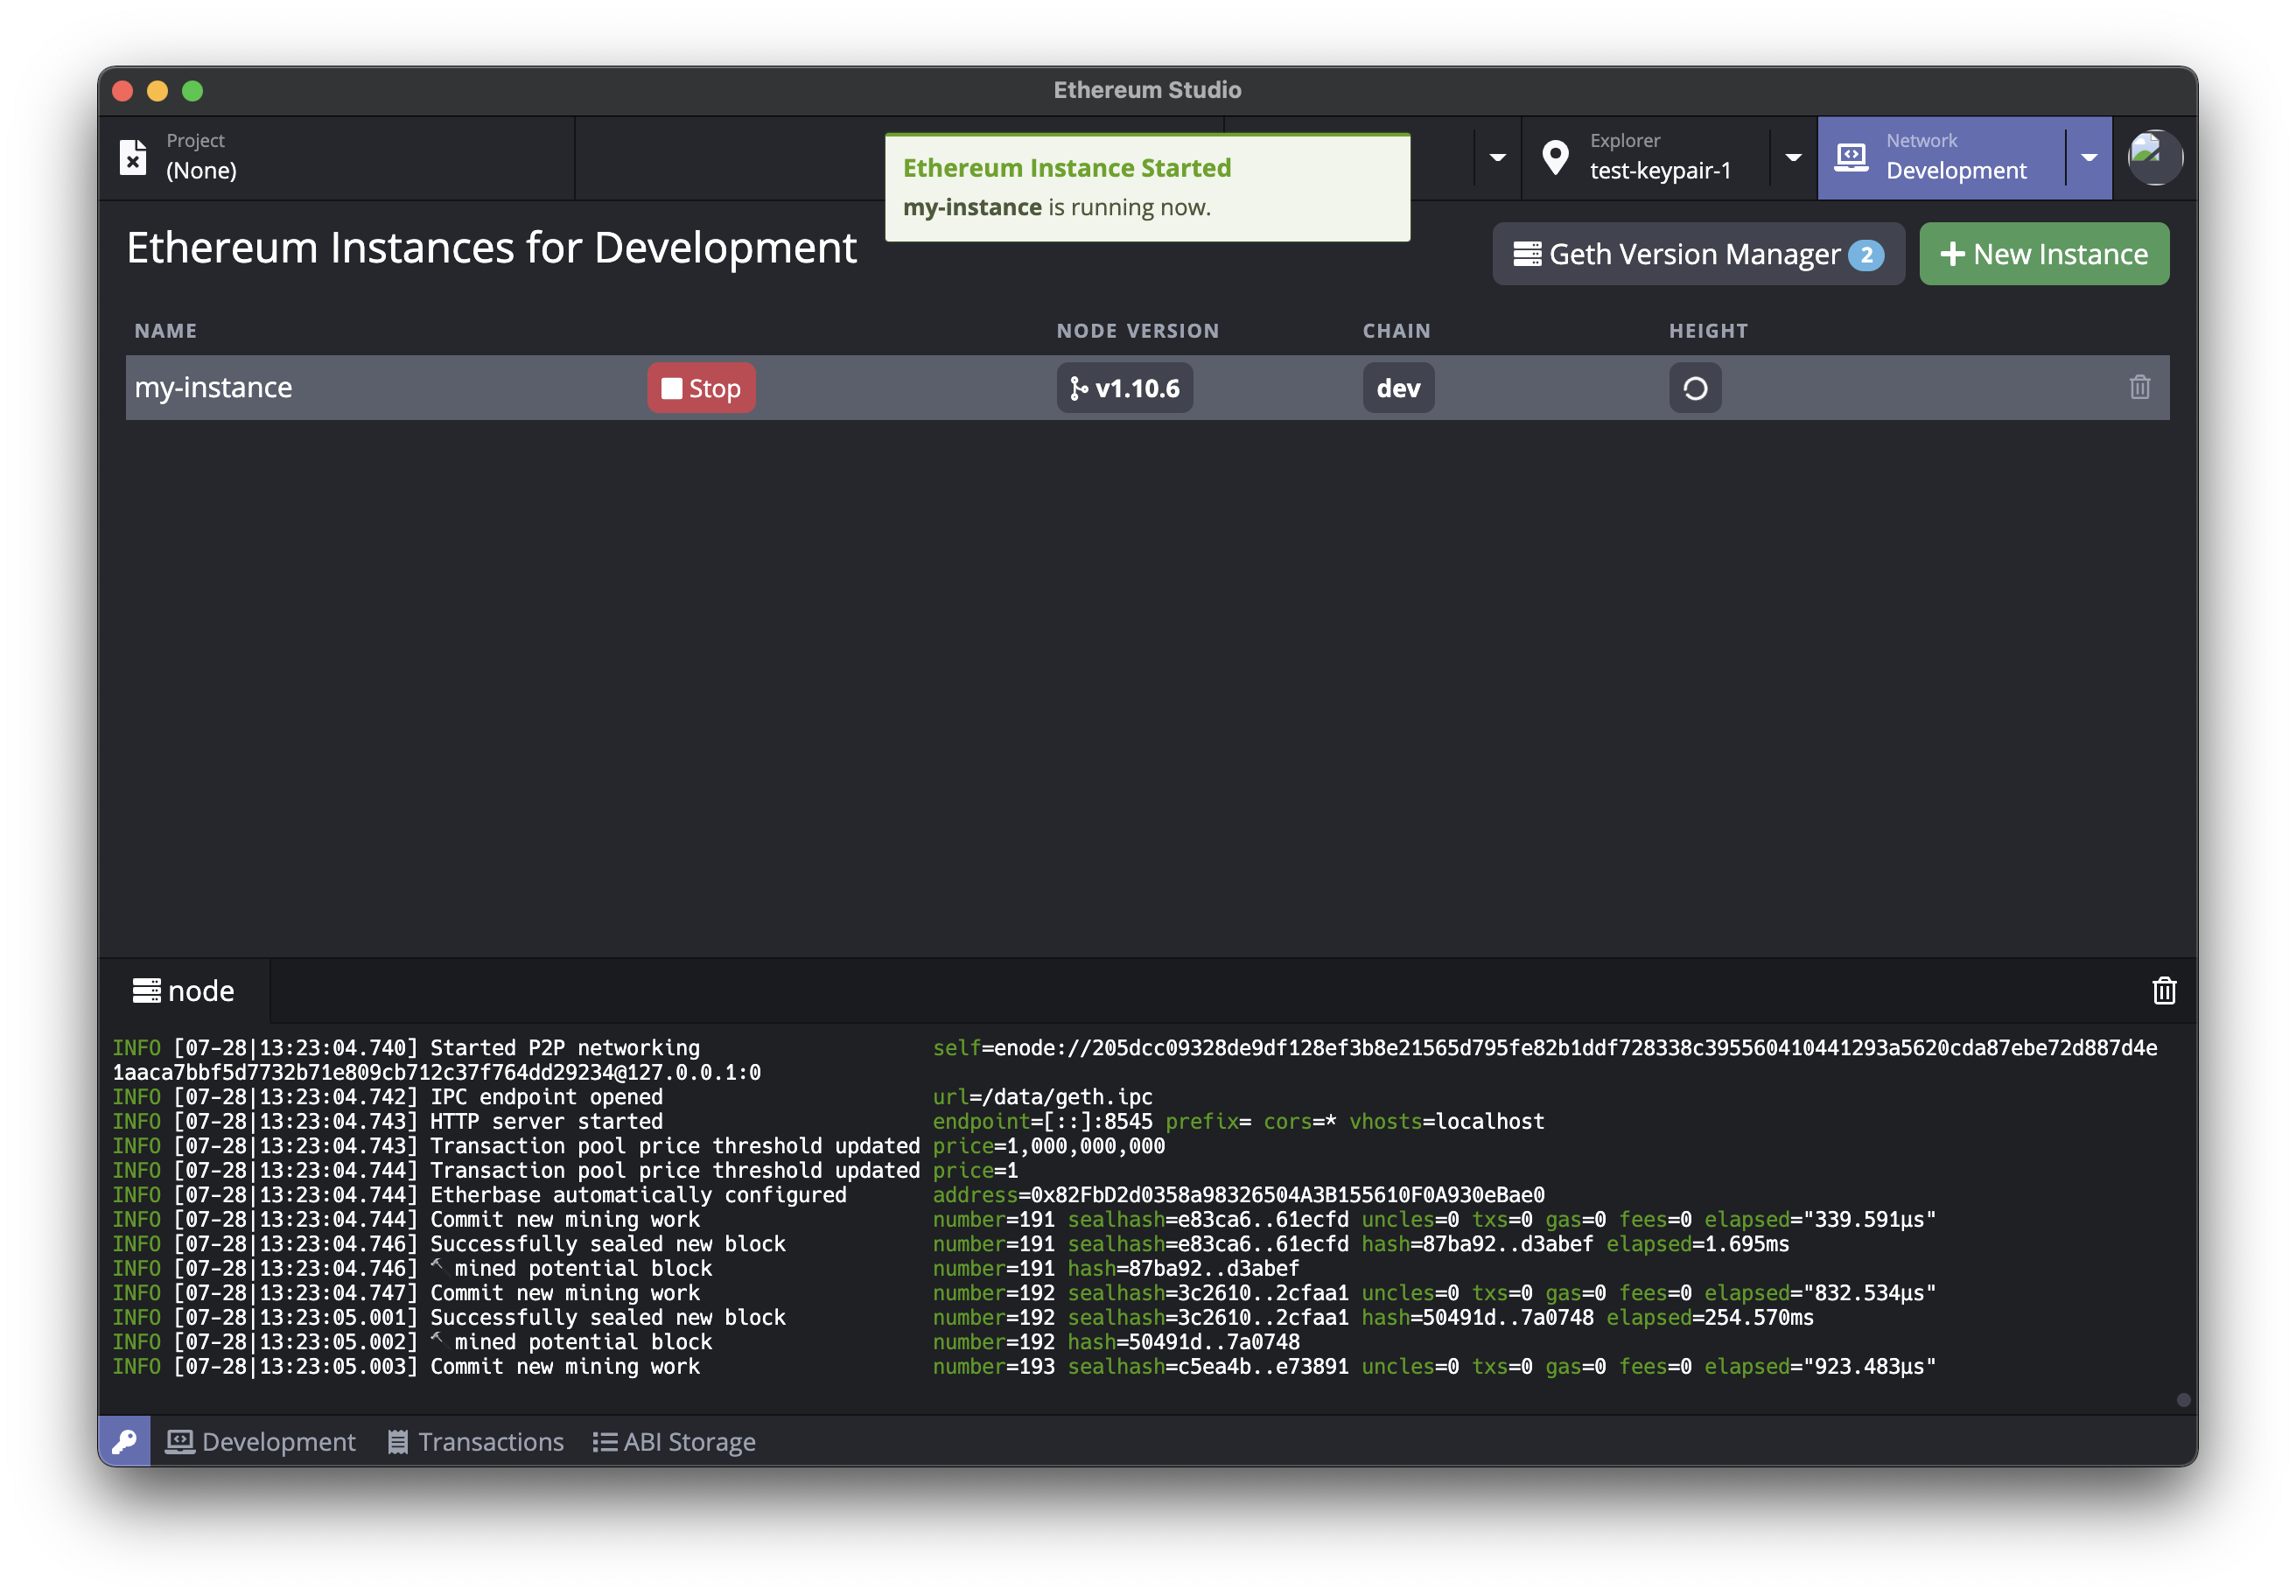 Ethereum Studio
Project
(None)
Explorer
test-keypair-1
Network
Development
Ethereum Instance Started
my-instance is running now.
Ethereum Instances for Development
Geth Version Manager 2
New Instance
NAME NODE VERSION CHAIN HEIGHT
my-instance Stop v1.10.6 dev
node
INFO [07-28|13:23:04.740] Started P2P networking self=enode://205dcc09328de9df128ef3b8e21565d795fe82b1ddf728338c395560410441293a5620cda87ebe72d887d4e
1aaca7bbf5d7732b71e809cb712c37f764dd29234@127.0.0.1:0
INFO [07-28|13:23:04.742] IPC endpoint opened url=/data/geth.ipc
INFO [07-28|13:23:04.743] HTTP server started endpoint=[::]:8545 prefix= cors=* vhosts=localhost
INFO [07-28|13:23:04.743] Transaction pool price threshold updated price=1,000,000,000
INFO [07-28|13:23:04.744] Transaction pool price threshold updated price=1
INFO [07-28|13:23:04.744] Etherbase automatically configured address=0x82FbD2d0358a98326504A3B155610F0A930eBae0
INFO [07-28|13:23:04.744] Commit new mining work number=191 sealhash=e83ca6..61ecfd uncles=0 txs=0 gas=0 fees=0 elapsed="339.591µs"
INFO [07-28|13:23:04.746] Successfully sealed new block number=191 sealhash=e83ca6..61ecfd hash=87ba92..d3abef elapsed=1.695ms
INFO [07-28|13:23:04.746] 🔨 mined potential block number=191 hash=87ba92..d3abef
INFO [07-28|13:23:04.747] Commit new mining work number=192 sealhash=3c2610..2cfaa1 uncles=0 txs=0 gas=0 fees=0 elapsed="832.534µs"
INFO [07-28|13:23:05.001] Successfully sealed new block number=192 sealhash=3c2610..2cfaa1 hash=50491d..7a0748 elapsed=254.570ms
INFO [07-28|13:23:05.002] 🔨 mined potential block number=192 hash=50491d..7a0748
INFO [07-28|13:23:05.003] Commit new mining work number=193 sealhash=c5ea4b..e73891 uncles=0 txs=0 gas=0 fees=0 elapsed="923.483µs"
Development Transactions ABI Storage